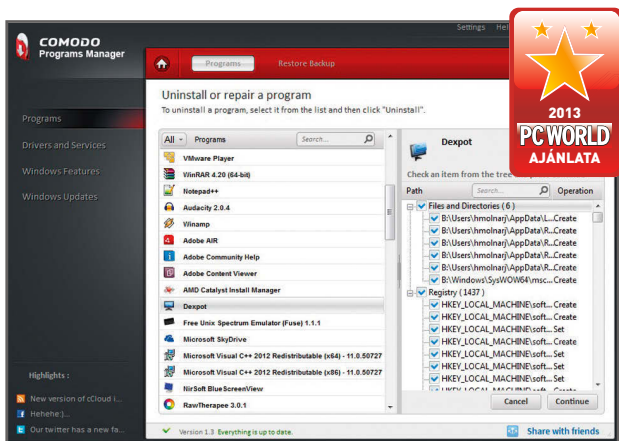 Settings
COMODO
Programs Manager
Programs
Restore Backup
2013
PC WORLD
AJÁNLATA
Programs
Drivers and Services
Windows Features
Windows Updates
Uninstall or repair a program
To uninstall a program, select it from the list and then click "Uninstall".
All
Programs
Search...
VMware Player
WinRAR 4.20 (64-bit)
Notepad++
Audacity 2.0.4
Winamp
Adobe AIR
Adobe Community Help
Adobe Content Viewer
AMD Catalyst Install Manager
Dexpot
Free Unix Spectrum Emulator (Fuse) 1.1.1
Microsoft SkyDrive
Microsoft Visual C++ 2012 Redistributable (x64) - 11.0.50727
Microsoft Visual C++ 2012 Redistributable (x86) - 11.0.50727
NirSoft BlueScreenView
RawTherapee 3.0.1
Dexpot
Check an item from the tree
Path
Search...
Operation
Files and Directories (6)
B:\Users\hmolnarj\AppData\L...Create
B:\Users\hmolnarj\AppData\R...Create
B:\Users\hmolnarj\AppData\R...Create
B:\Users\hmolnarj\AppData\R...Create
B:\Users\hmolnarj\AppData\R...Create
B:\Windows\SysWOW64\msc...Create
Registry (1437)
HKEY_LOCAL_MACHINE\soft...Create
HKEY_LOCAL_MACHINE\soft...Set
HKEY_LOCAL_MACHINE\soft...Create
HKEY_LOCAL_MACHINE\soft...Set
HKEY_LOCAL_MACHINE\soft...Set
HKEY_LOCAL_MACHINE\soft...Create
HKEY_LOCAL_MACHINE\soft...Set
Cancel
Continue
Highlights :
New version of cCloud i...
Hehehe:)...
Our twitter has a new fa...
Version 1.3 Everything is up to date.
Share with friends